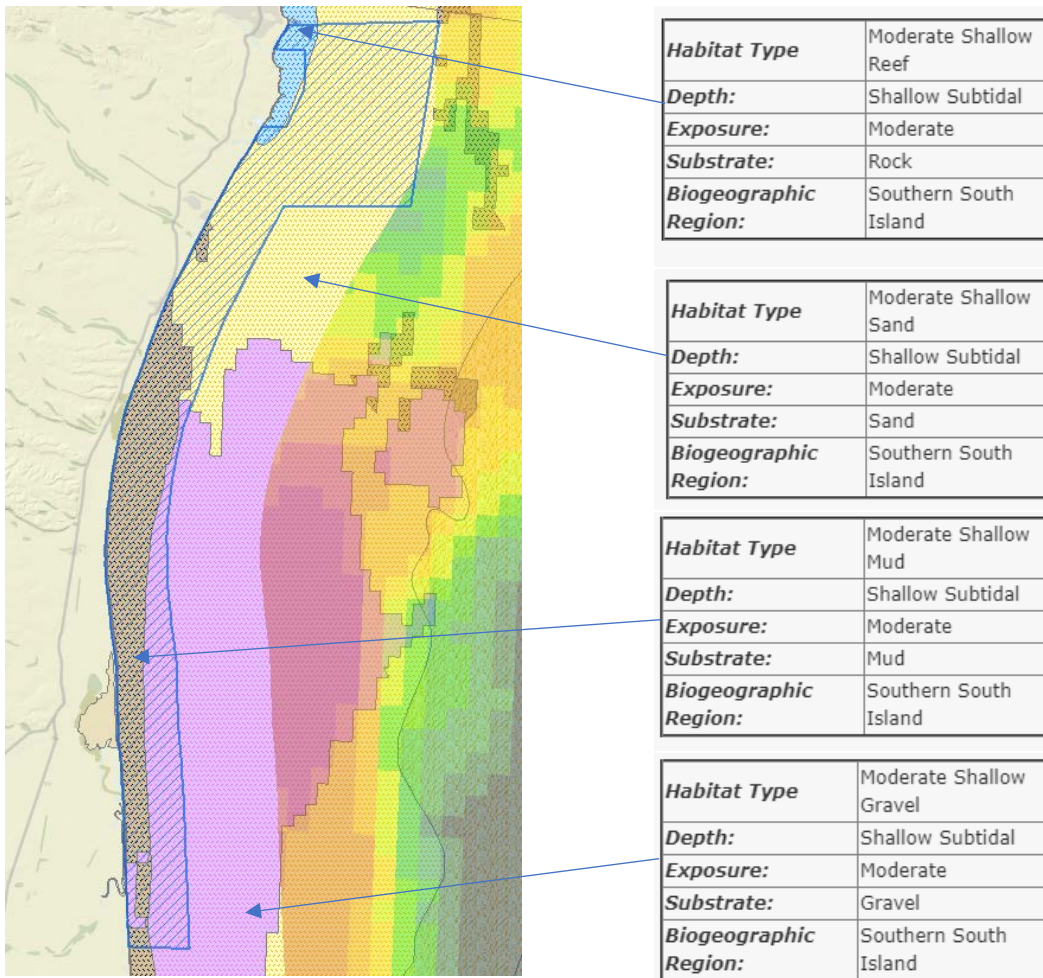 Habitat Type Moderate Shallow
Reef
Depth: Shallow Subtidal
Exposure: Moderate
Substrate: Rock
Biogeographic Southern South
Region: Island
Habitat Type Moderate Shallow
Sand
Depth: Shallow Subtidal
Exposure: Moderate
Substrate: Sand
Biogeographic Southern South
Region: Island
Habitat Type Moderate Shallow
Mud
Depth: Shallow Subtidal
Exposure: Moderate
Substrate: Mud
Biogeographic Southern South
Region: Island
Habitat Type Moderate Shallow
Gravel
Depth: Shallow Subtidal
Exposure: Moderate
Substrate: Gravel
Biogeographic Southern South
Region: Island